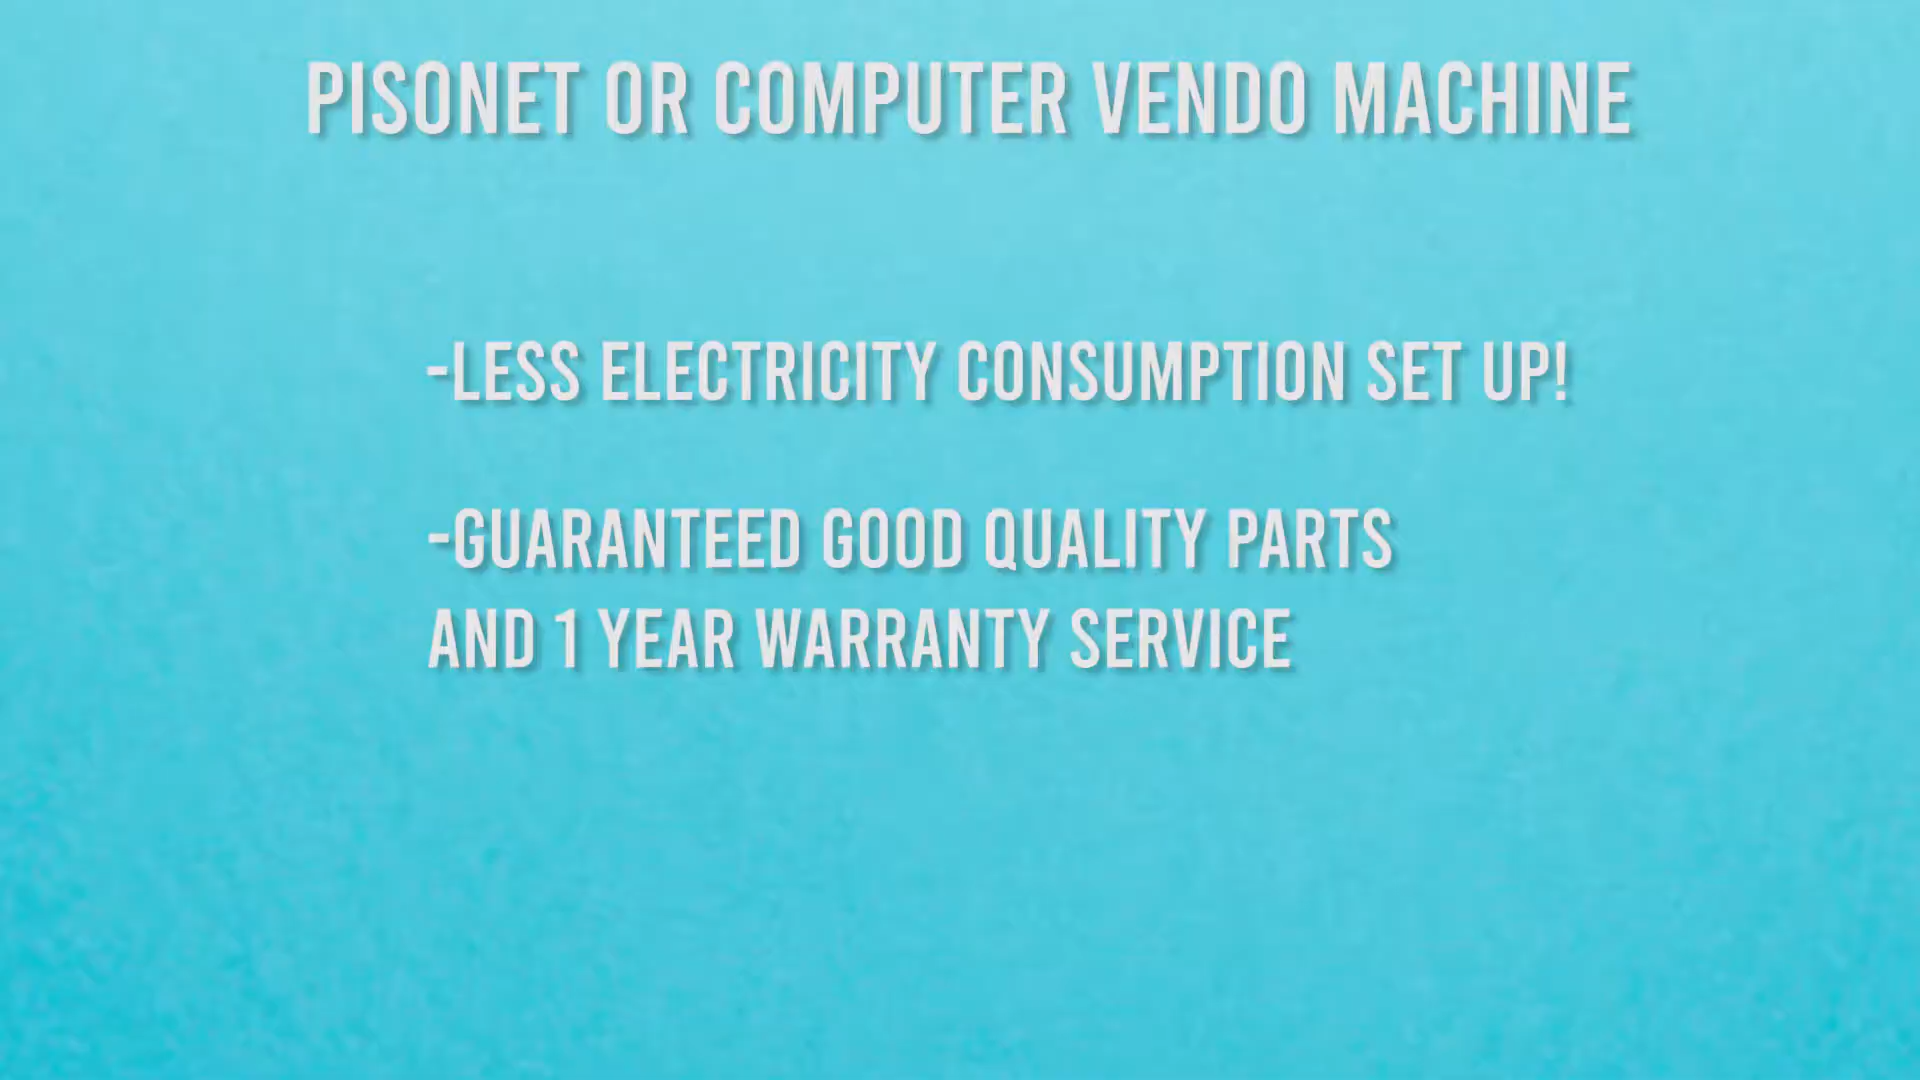 PISONET OR COMPUTER VENDO MACHINE
-LESS ELECTRICITY CONSUMPTION SET UP!
-GUARANTEED GOOD QUALITY PARTS
AND 1 YEAR WARRANTY SERVICE